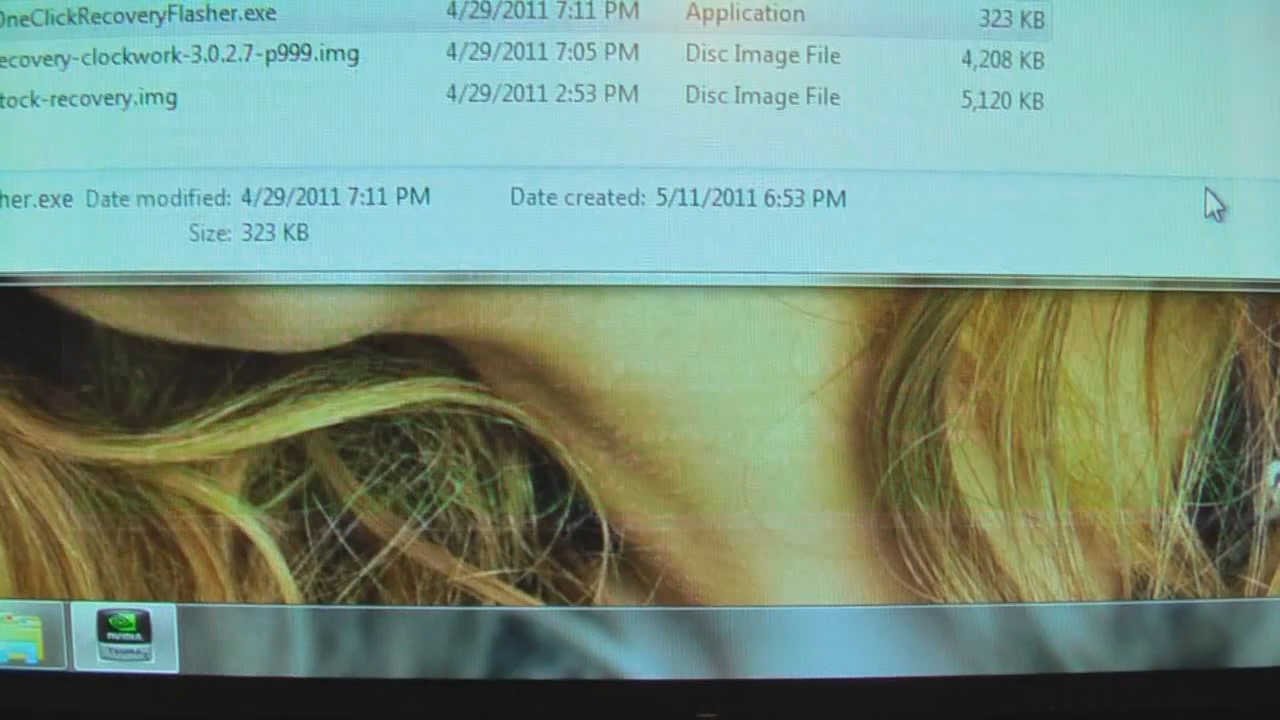 OneClickRecoveryFlasher.exe 4/29/2011 7:11 PM Application 323 KB
ecovery-clockwork-3.0.2.7-p999.img 4/29/2011 7:05 PM Disc Image File 4,208 KB
tock-recovery.img 4/29/2011 2:53 PM Disc Image File 5,120 KB
her.exe Date modified: 4/29/2011 7:11 PM Date created: 5/11/2011 6:53 PM
Size: 323 KB
NVIDIA